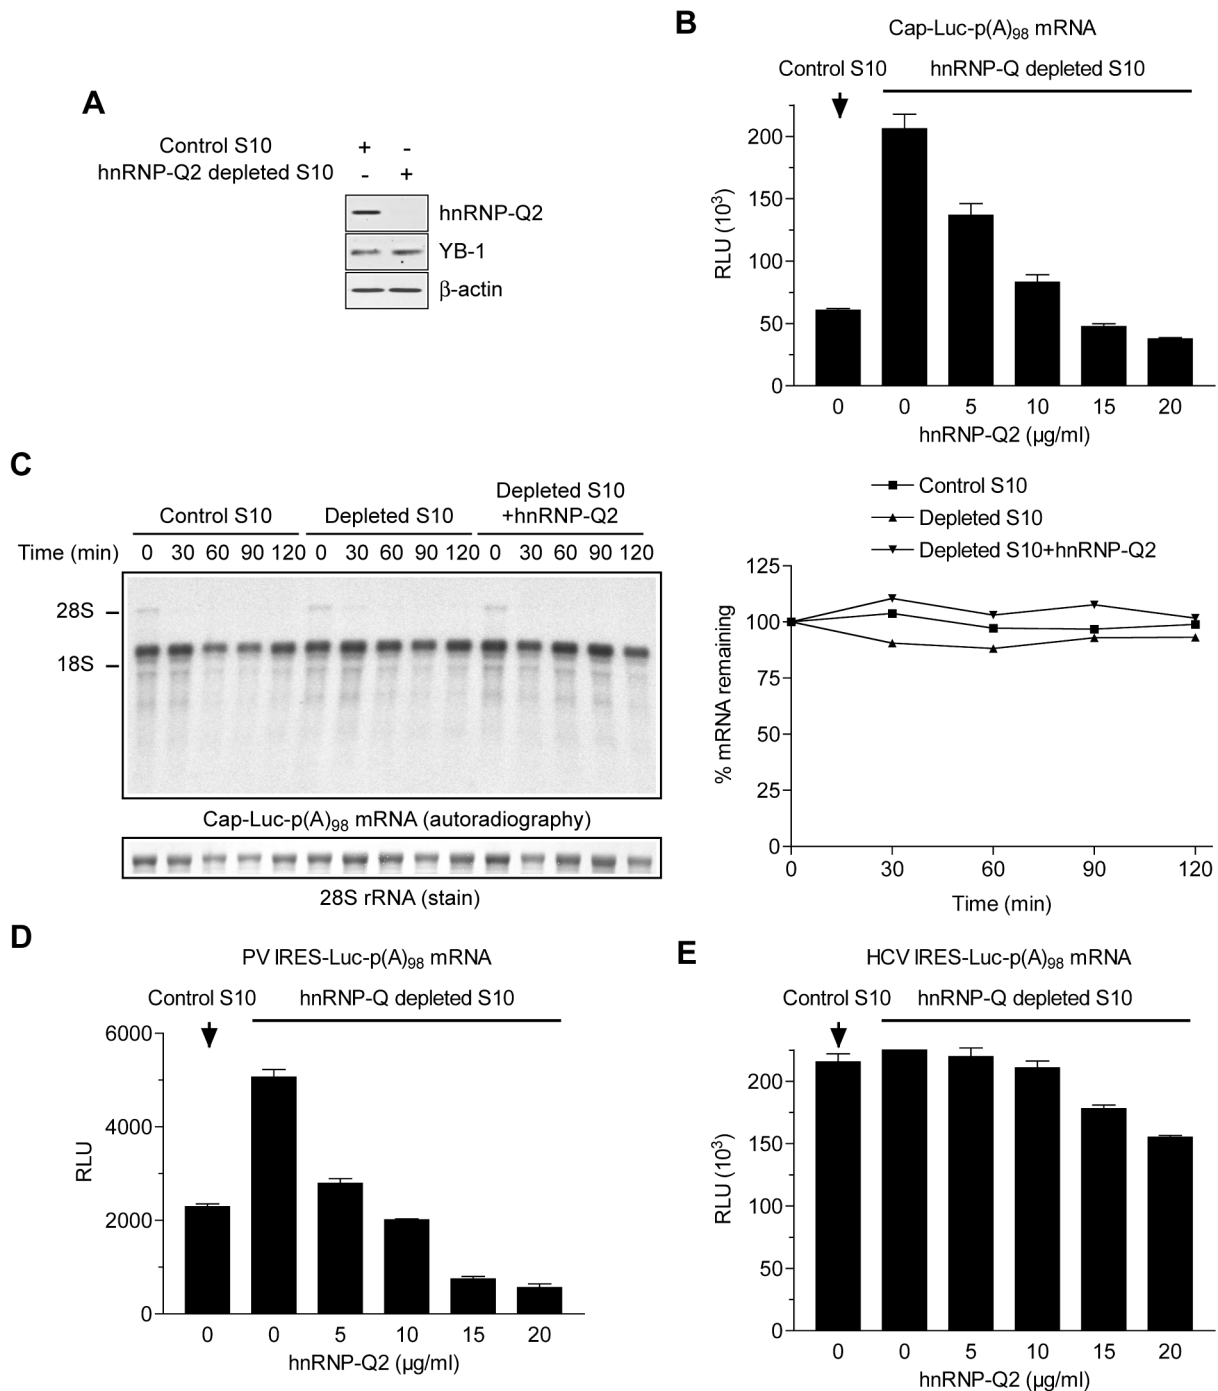 A
Control S10 + -
hnRNP-Q2 depleted S10 - +
hnRNP-Q2
YB-1
β-actin
B
Cap-Luc-p(A)98 mRNA
Control S10 hnRNP-Q depleted S10
200
150
100
50
0
RLU (10³)
0 0 5 10 15 20
hnRNP-Q2 (µg/ml)
C
Control S10 Depleted S10 Depleted S10
+hnRNP-Q2
Time (min) 0 30 60 90 120 0 30 60 90 120 0 30 60 90 120
28S
18S
Cap-Luc-p(A)98 mRNA (autoradiography)
28S rRNA (stain)
Control S10
Depleted S10
Depleted S10+hnRNP-Q2
125
100
75
50
25
0
% mRNA remaining
0 30 60 90 120
Time (min)
D
PV IRES-Luc-p(A)98 mRNA
Control S10 hnRNP-Q depleted S10
6000
4000
2000
0
RLU
0 0 5 10 15 20
hnRNP-Q2 (µg/ml)
E
HCV IRES-Luc-p(A)98 mRNA
Control S10 hnRNP-Q depleted S10
200
150
100
50
0
RLU (10³)
0 0 5 10 15 20
hnRNP-Q2 (µg/ml)